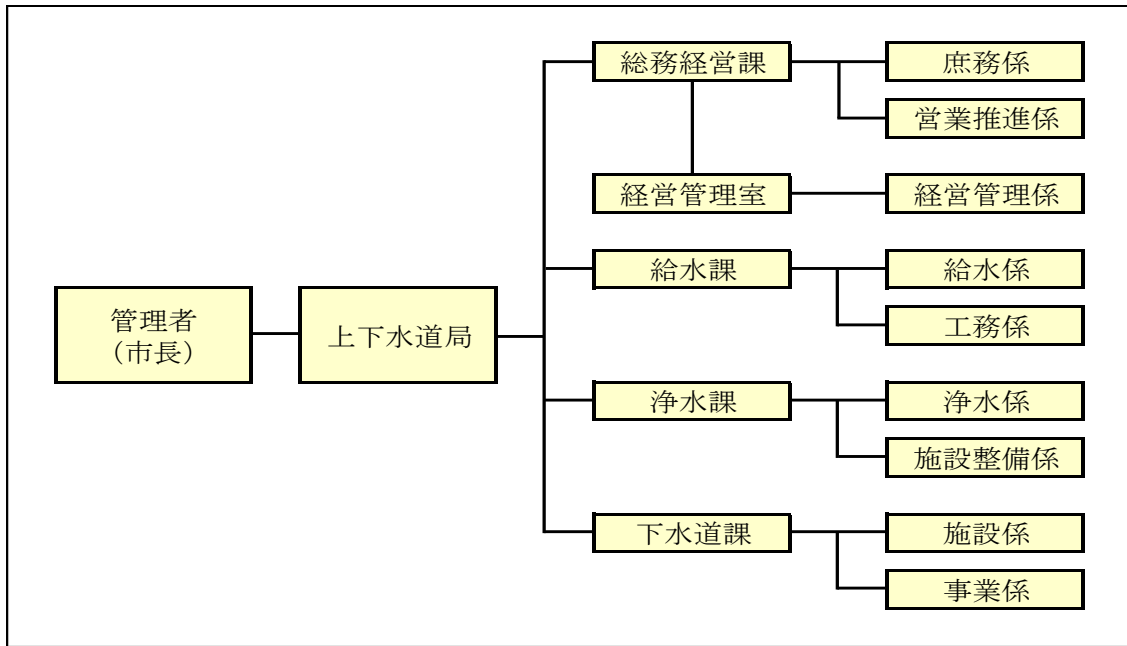 管理者
(市長)
上下水道局
総務経営課
庶務係
営業推進係
経営管理室
経営管理係
給水課
給水係
工務係
浄水課
浄水係
施設整備係
下水道課
施設係
事業係